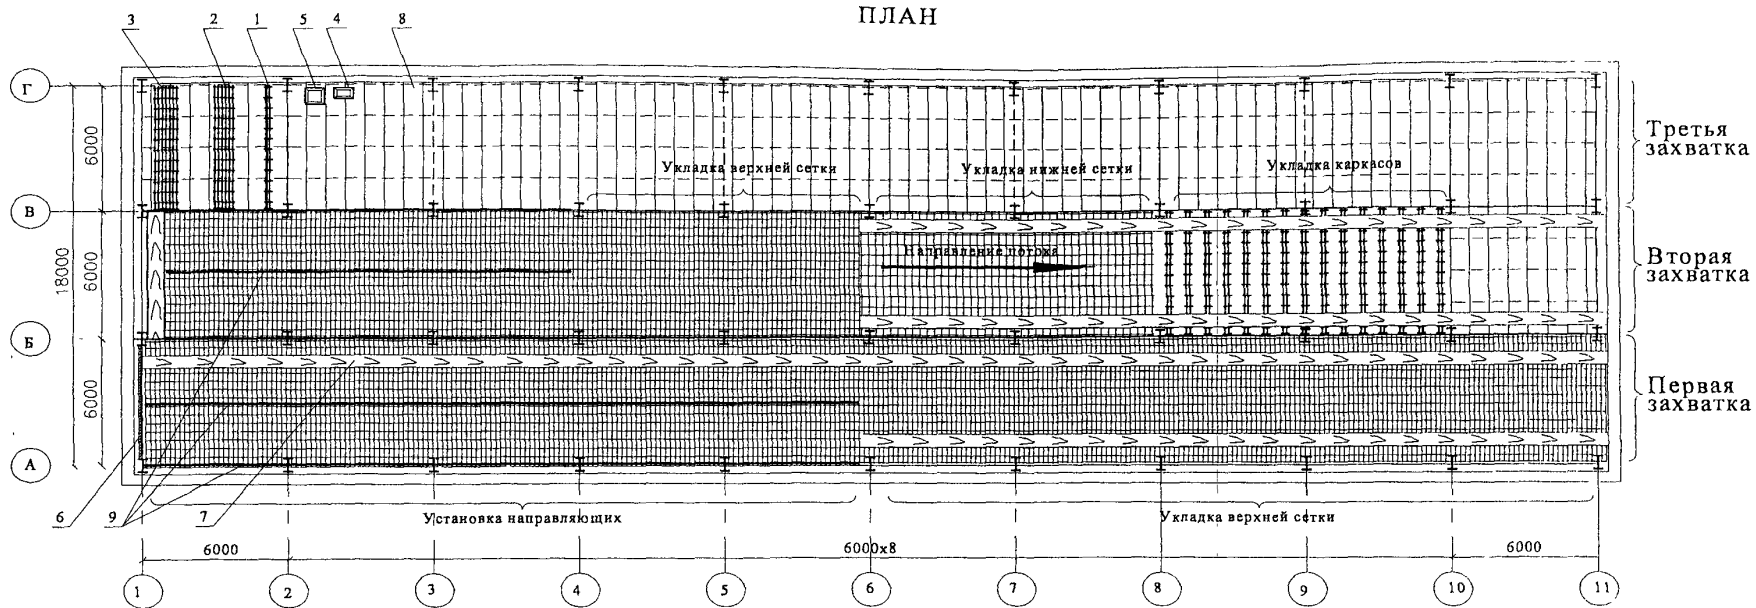 ПЛАН
3 2 1 5 4 8
Г
В
Б
А
6000
6000
6000
18000
Третья
захватка
Вторая
захватка
Первая
захватка
Укладка верхней сетки
Укладка нижней сетки
Укладка каркасов
Направление потока
6 9 7
Установка направляющих
Укладка верхней сетки
6000 6000х8 6000
1 2 3 4 5 6 7 8 9 10 11